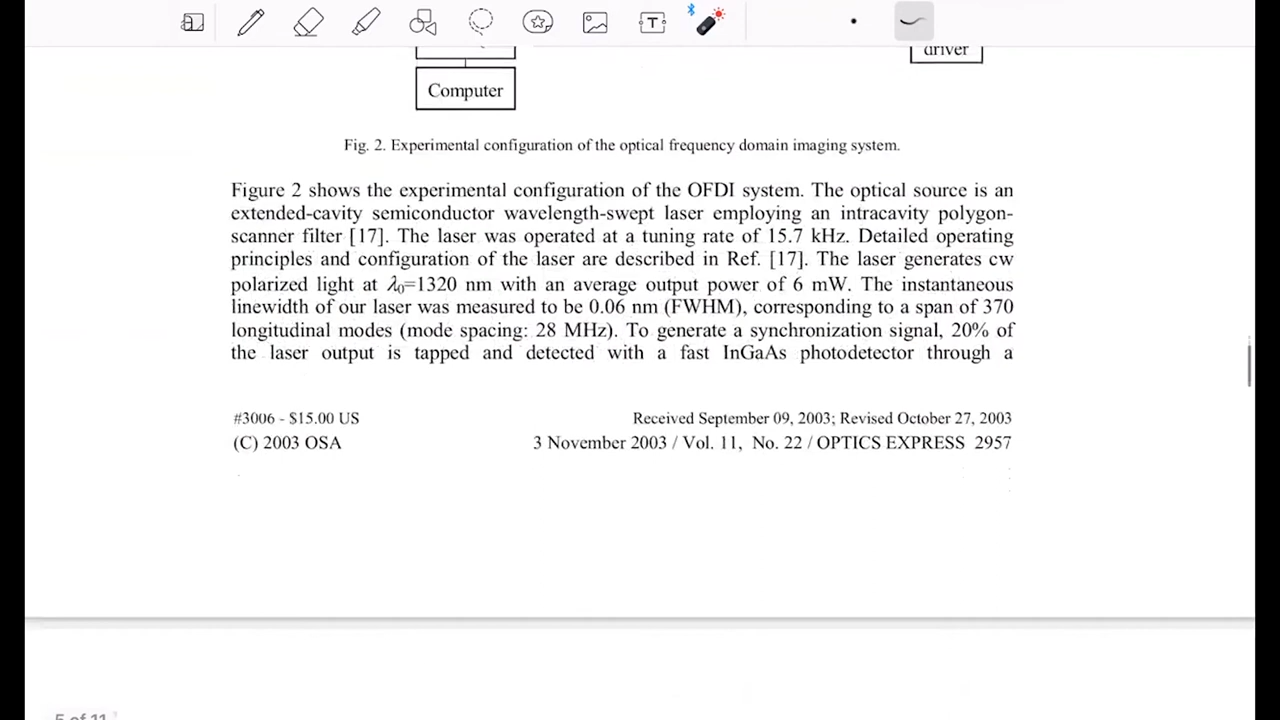 driver
Computer
Fig. 2. Experimental configuration of the optical frequency domain imaging system.
Figure 2 shows the experimental configuration of the OFDI system. The optical source is an
extended-cavity semiconductor wavelength-swept laser employing an intracavity polygon-
scanner filter [17]. The laser was operated at a tuning rate of 15.7 kHz. Detailed operating
principles and configuration of the laser are described in Ref. [17]. The laser generates cw
polarized light at λ₀=1320 nm with an average output power of 6 mW. The instantaneous
linewidth of our laser was measured to be 0.06 nm (FWHM), corresponding to a span of 370
longitudinal modes (mode spacing: 28 MHz). To generate a synchronization signal, 20% of
the laser output is tapped and detected with a fast InGaAs photodetector through a
#3006 - $15.00 US
Received September 09, 2003; Revised October 27, 2003
(C) 2003 OSA
3 November 2003 / Vol. 11, No. 22 / OPTICS EXPRESS 2957
5 of 11